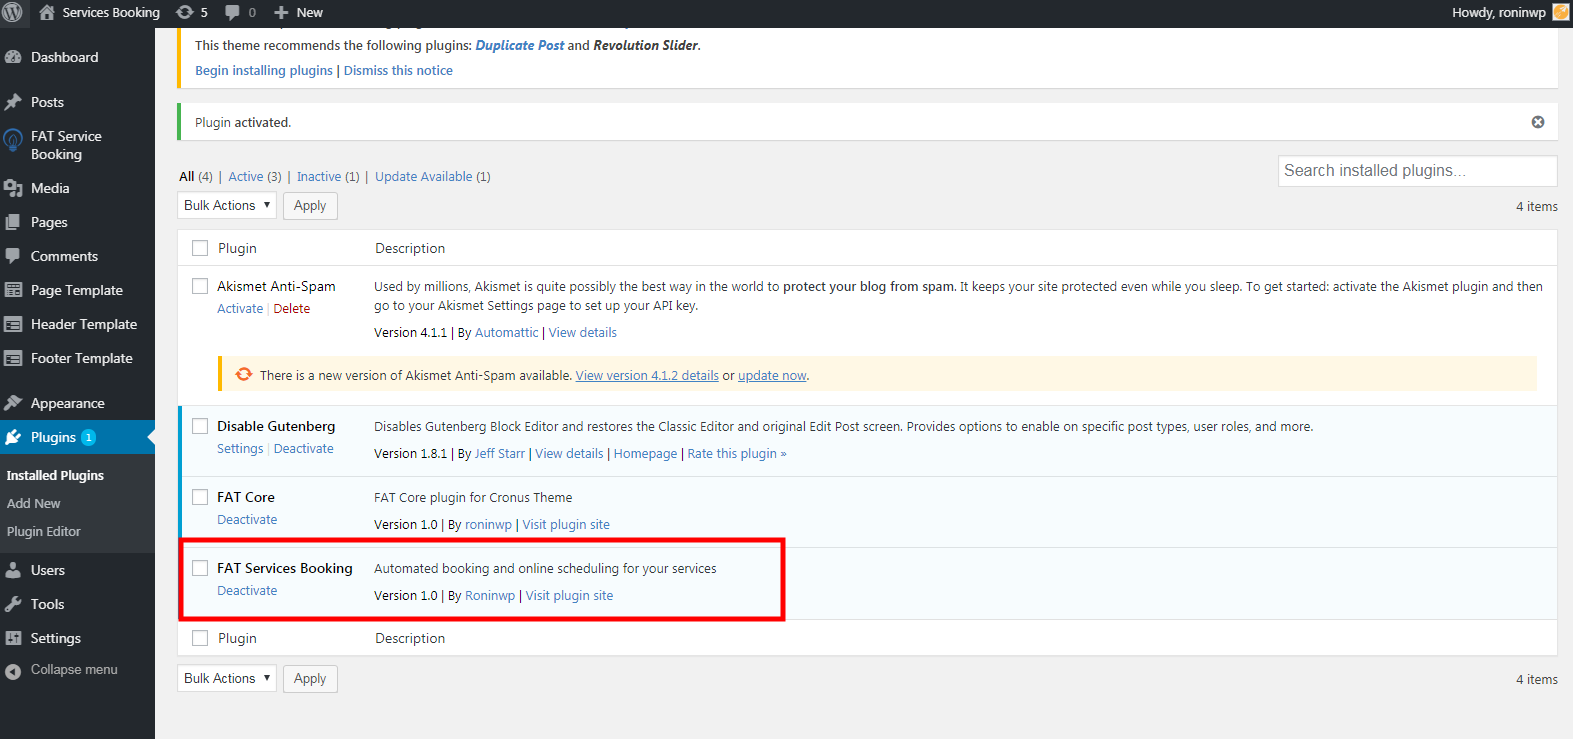 Services Booking 5 0 New Howdy, roninwp
Dashboard
Posts
FAT Service
Booking
Media
Pages
Comments
Page Template
Header Template
Footer Template
Appearance
Plugins 1
Installed Plugins
Add New
Plugin Editor
Users
Tools
Settings
Collapse menu
This theme recommends the following plugins: Duplicate Post and Revolution Slider.
Begin installing plugins | Dismiss this notice
Plugin activated.
All (4) | Active (3) | Inactive (1) | Update Available (1)
Search installed plugins...
Bulk Actions Apply
4 items
Plugin Description
Akismet Anti-Spam
Activate | Delete
Used by millions, Akismet is quite possibly the best way in the world to protect your blog from spam. It keeps your site protected even while you sleep. To get started: activate the Akismet plugin and then
go to your Akismet Settings page to set up your API key.
Version 4.1.1 | By Automattic | View details
There is a new version of Akismet Anti-Spam available. View version 4.1.2 details or update now.
Disable Gutenberg
Settings | Deactivate
Disables Gutenberg Block Editor and restores the Classic Editor and original Edit Post screen. Provides options to enable on specific post types, user roles, and more.
Version 1.8.1 | By Jeff Starr | View details | Homepage | Rate this plugin »
FAT Core
Deactivate
FAT Core plugin for Cronus Theme
Version 1.0 | By roninwp | Visit plugin site
FAT Services Booking
Deactivate
Automated booking and online scheduling for your services
Version 1.0 | By Roninwp | Visit plugin site
Plugin Description
Bulk Actions Apply
4 items